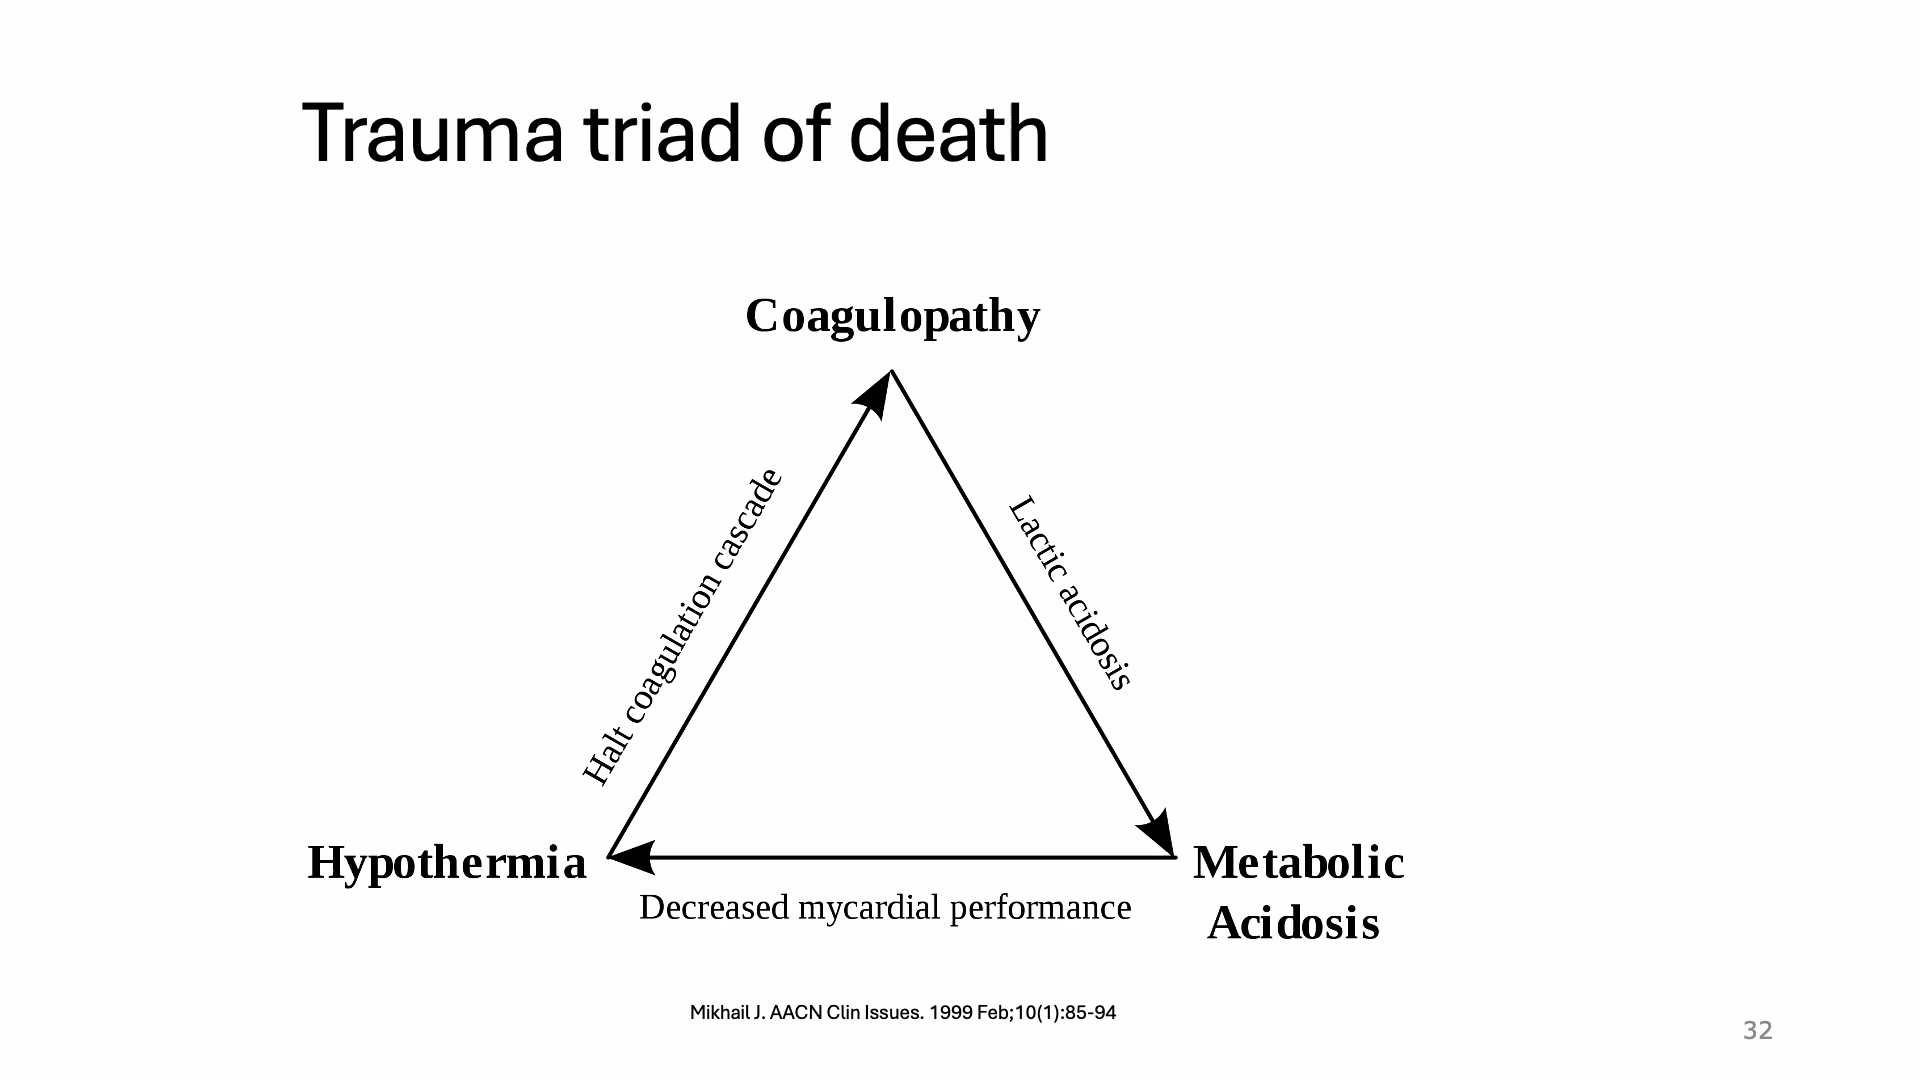 Trauma triad of death
Coagulopathy
Halt coagulation cascade
Lactic acidosis
Hypothermia
Metabolic
Acidosis
Decreased mycardial performance
Mikhail J. AACN Clin Issues. 1999 Feb;10(1):85-94
32